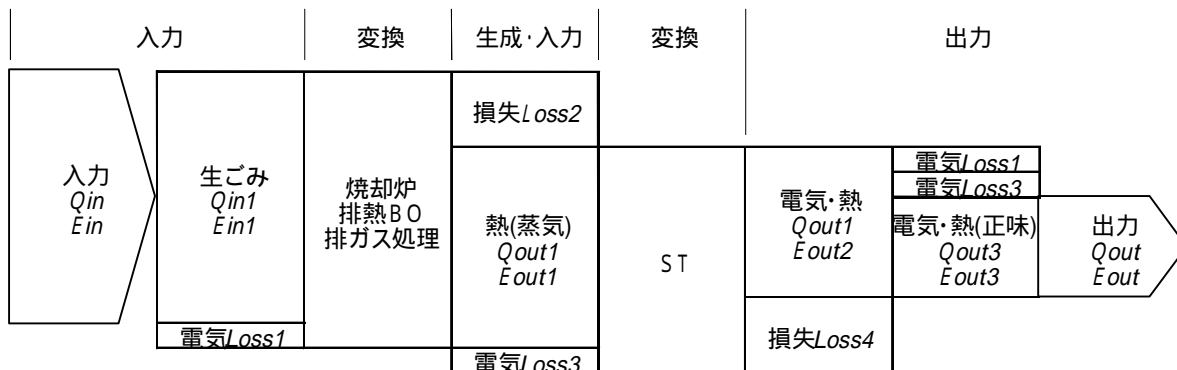 入力
変換
生成・入力
変換
出力
入力
Qin
Ein
生ごみ
Qin1
Ein1
電気Loss1
焼却炉
排熱BO
排ガス処理
損失Loss2
熱(蒸気)
Qout1
Eout1
電気Loss3
ST
電気・熱
Qout1
Eout2
損失Loss4
電気Loss1
電気Loss3
電気・熱(正味)
Qout3
Eout3
出力
Qout
Eout